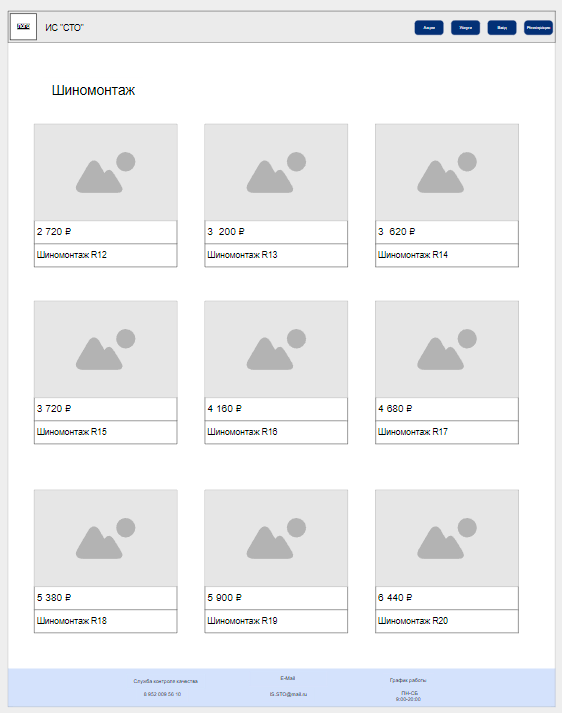 лого
ИС "СТО"
Акции
Услуги
Вход
Регистрация
Шиномонтаж
2 720 ₽
3 200 ₽
3 620 ₽
Шиномонтаж R12
Шиномонтаж R13
Шиномонтаж R14
3 720 ₽
4 160 ₽
4 680 ₽
Шиномонтаж R15
Шиномонтаж R16
Шиномонтаж R17
5 380 ₽
5 900 ₽
6 440 ₽
Шиномонтаж R18
Шиномонтаж R19
Шиномонтаж R20
Служба контроля качества
E-Mail
График работы
8 952 009 56 10
IS.STO@mail.ru
ПН-СБ
9:00-20:00